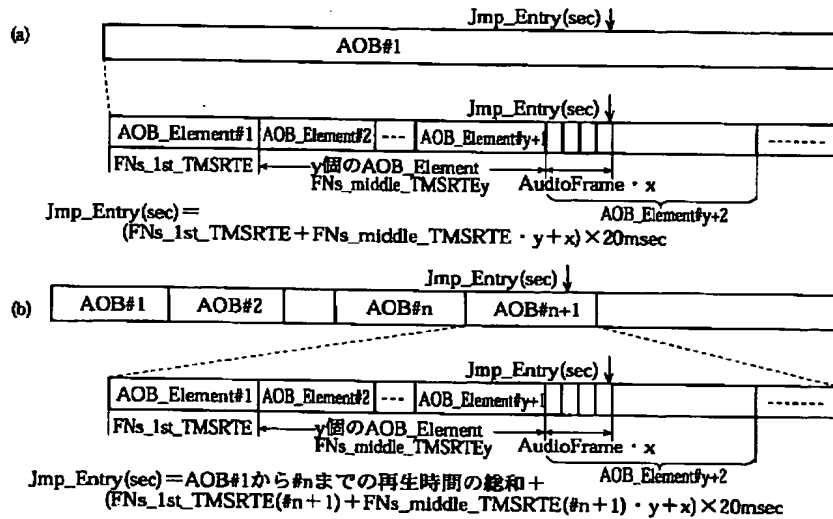 Jmp_Entry(sec)
(a)
AOB#1
Jmp_Entry(sec)
AOB_Element#1 AOB_Element#2 --- AOB_Element#y+1 ------
FNs_1st_TMSRTE y個のAOB_Element AudioFrame・x
FNs_middle_TMSRTEy
AOB_Element#y+2
Jmp_Entry(sec)=
(FNs_1st_TMSRTE+FNs_middle_TMSRTE・y+x)×20msec
Jmp_Entry(sec)
(b)
AOB#1 AOB#2 AOB#n AOB#n+1
Jmp_Entry(sec)
AOB_Element#1 AOB_Element#2 --- AOB_Element#y+1 ------
FNs_1st_TMSRTE y個のAOB_Element AudioFrame・x
FNs_middle_TMSRTEy
AOB_Element#y+2
Jmp_Entry(sec)=AOB#1から#nまでの再生時間の総和+
(FNs_1st_TMSRTE(#n+1)+FNs_middle_TMSRTE(#n+1)・y+x)×20msec